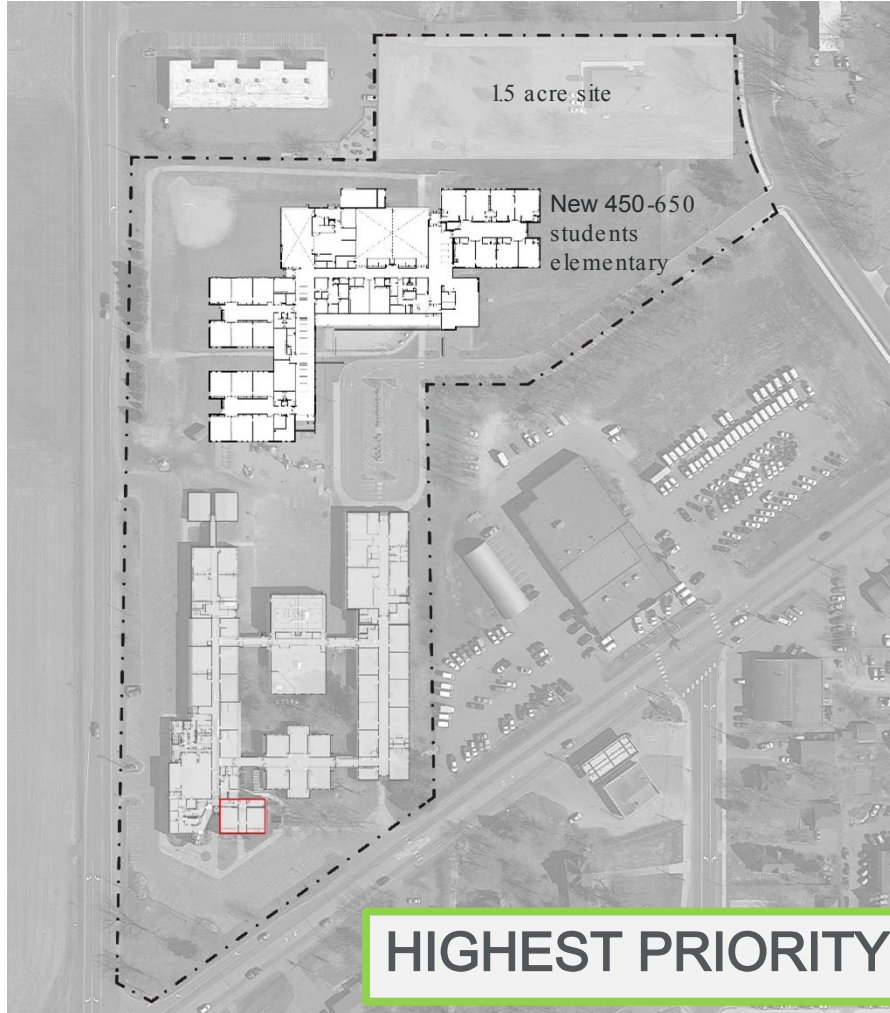 1.5 acre site
New 450-650
students
elementary
HIGHEST PRIORITY